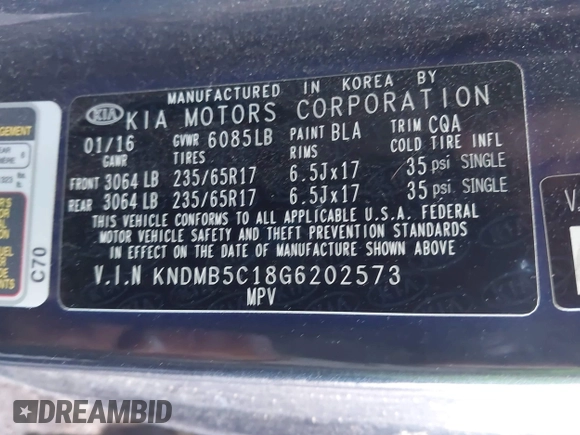 MANUFACTURED IN KOREA BY
KIA KIA MOTORS CORPORATION
01/16 GVWR 6085LB PAINT BLA TRIM CQA
GAWR TIRES RIMS COLD TIRE INFL
FRONT 3064 LB 235/65R17 6.5Jx17 35 psi SINGLE
REAR 3064 LB 235/65R17 6.5Jx17 35 psi SINGLE
THIS VEHICLE CONFORMS TO ALL APPLICABLE U.S.A. FEDERAL
MOTOR VEHICLE SAFETY AND THEFT PREVENTION STANDARDS
IN EFFECT ON THE DATE OF MANUFACTURE SHOWN ABOVE
V.I.N KNDMB5C18G6202573
MPV
C70
DREAMBID